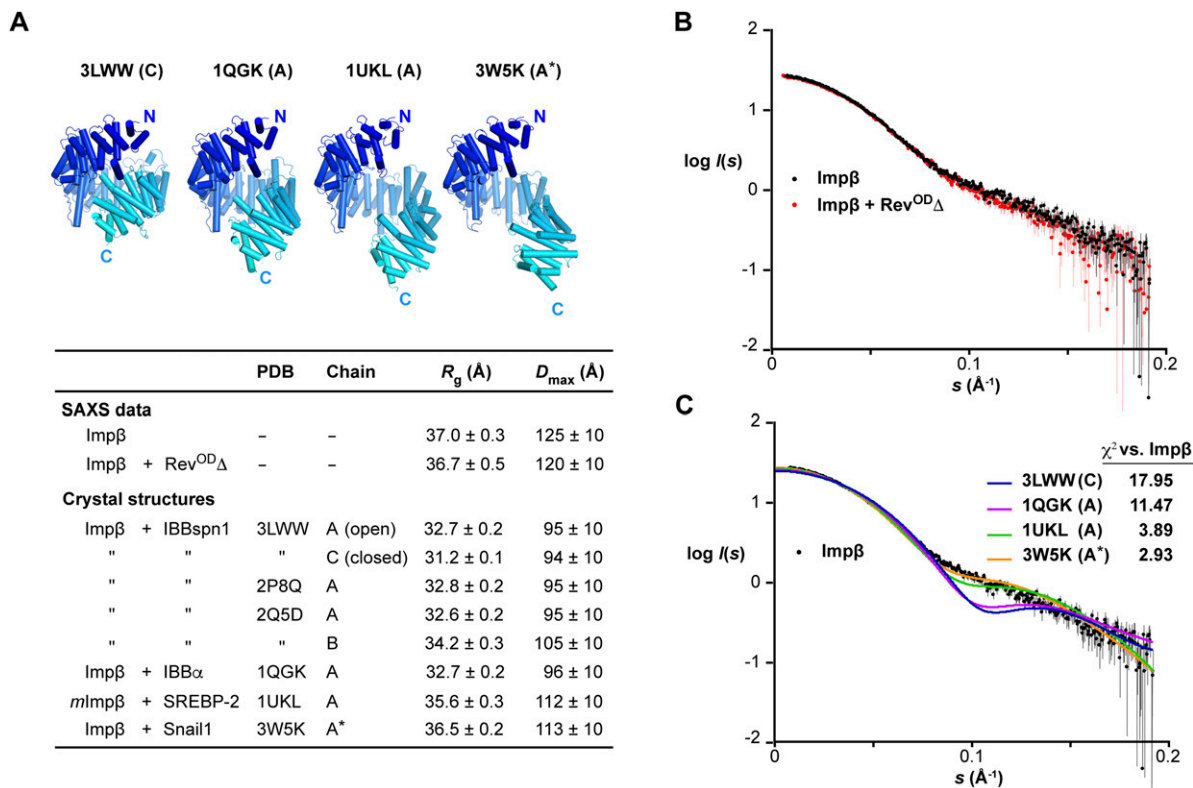 A
3LWW (C) 1QGK (A) 1UKL (A) 3W5K (A*)
N N N N
C C C C
PDB Chain Rg (Å) Dmax (Å)
SAXS data
Impβ – – 37.0 ± 0.3 125 ± 10
Impβ + RevODΔ – – 36.7 ± 0.5 120 ± 10
Crystal structures
Impβ + IBBspn1 3LWW A (open) 32.7 ± 0.2 95 ± 10
" " " C (closed) 31.2 ± 0.1 94 ± 10
" " 2P8Q A 32.8 ± 0.2 95 ± 10
" " 2Q5D A 32.6 ± 0.2 95 ± 10
" " " B 34.2 ± 0.3 105 ± 10
Impβ + IBBα 1QGK A 32.7 ± 0.2 96 ± 10
mImpβ + SREBP-2 1UKL A 35.6 ± 0.3 112 ± 10
Impβ + Snail1 3W5K A* 36.5 ± 0.2 113 ± 10
B
2
1
log I(s)
0
-1
-2
Impβ
Impβ + RevODΔ
0 0.1 0.2
s (Å-1)
C
2
1
log I(s)
0
-1
-2
Impβ
χ2 vs. Impβ
3LWW (C) 17.95
1QGK (A) 11.47
1UKL (A) 3.89
3W5K (A*) 2.93
0 0.1 0.2
s (Å-1)